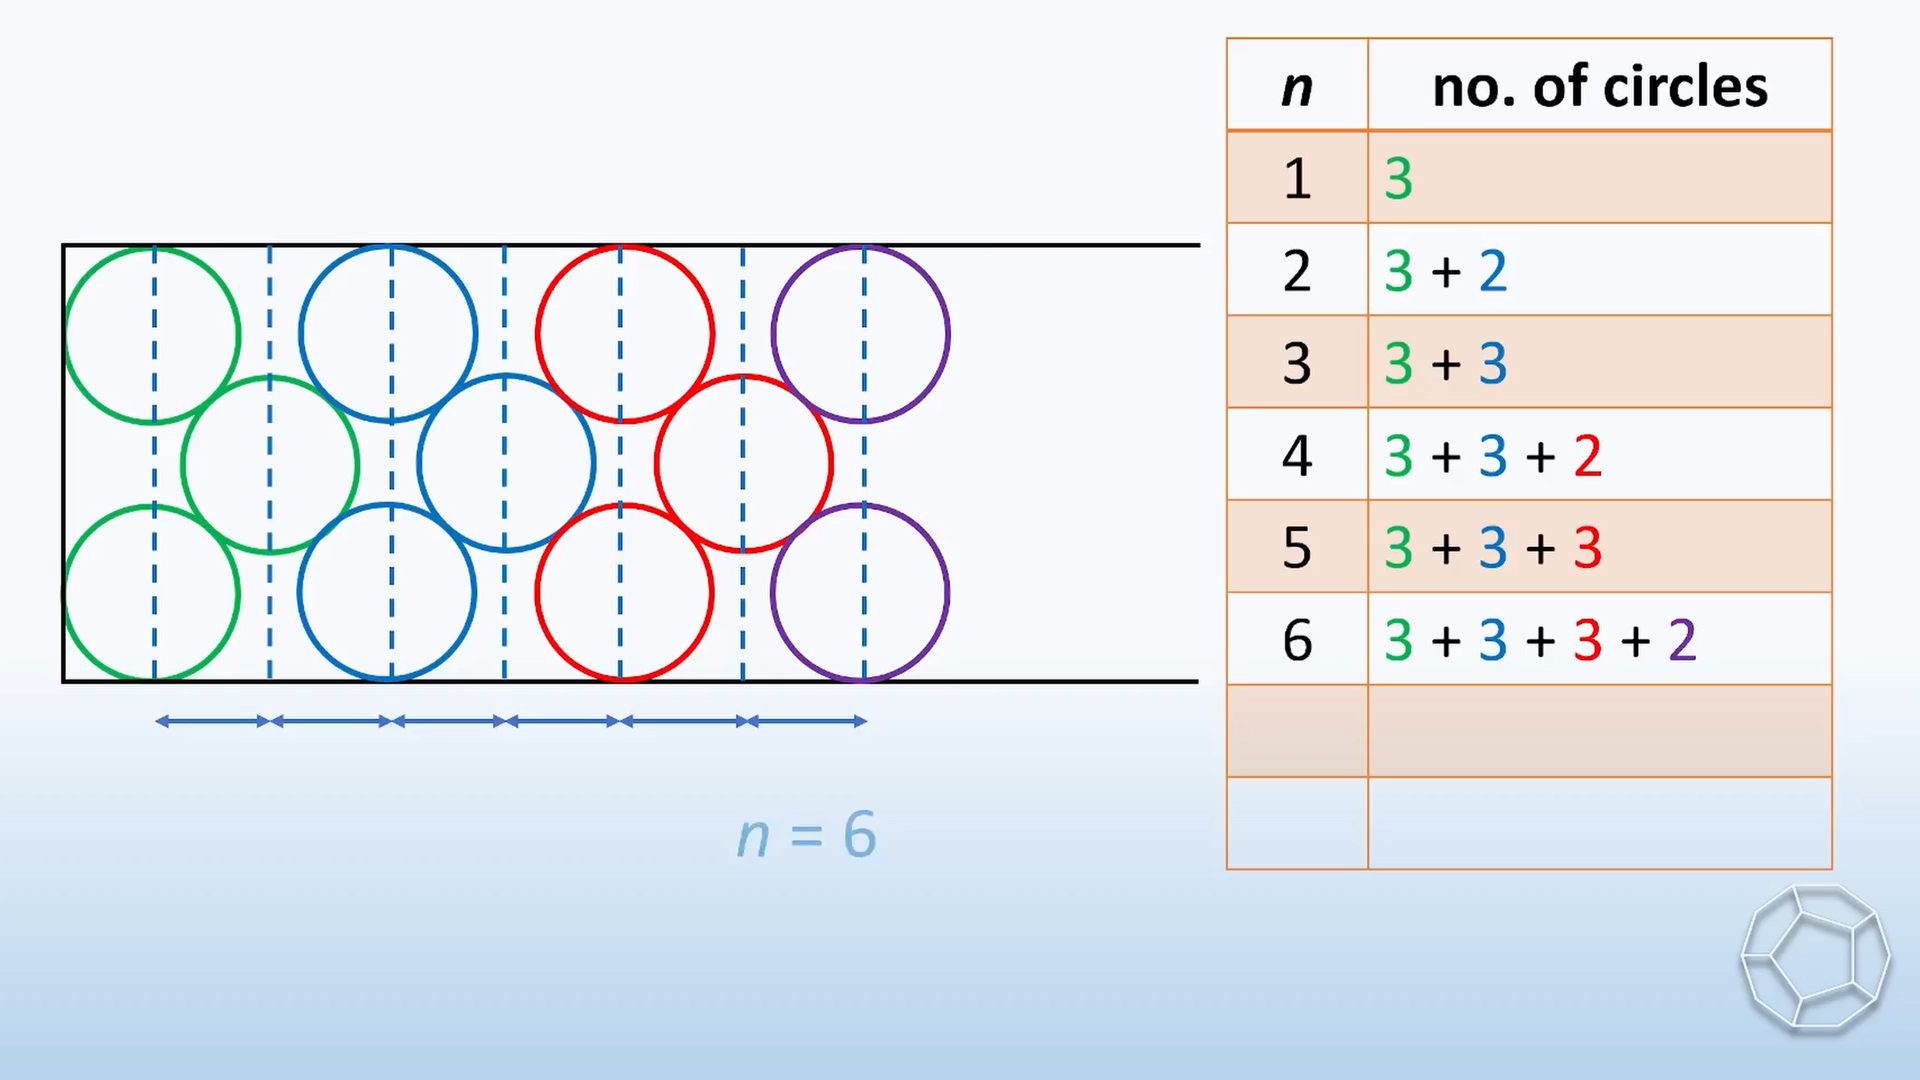 n no. of circles
1 3
2 3 + 2
3 3 + 3
4 3 + 3 + 2
5 3 + 3 + 3
6 3 + 3 + 3 + 2
n = 6